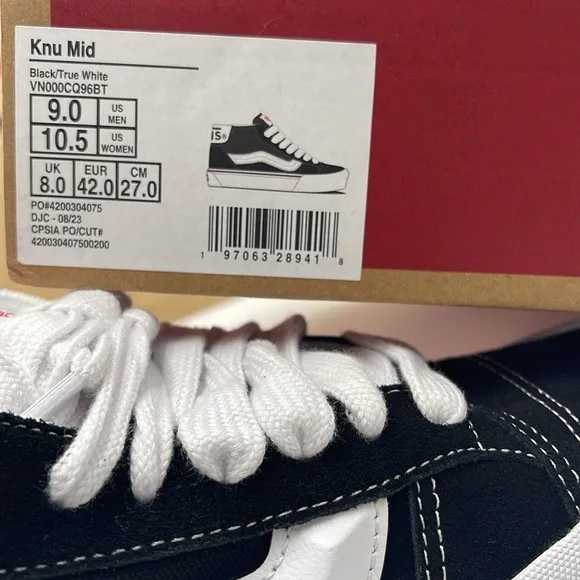 Knu Mid
Black/True White
VN000CQ96BT
9.0 US MEN
10.5 US WOMEN
UK 8.0 EUR 42.0 CM 27.0
PO#4200304075
DJC - 08/23
CPSIA PO/CUT#
420030407500200
1 97063 28941 8